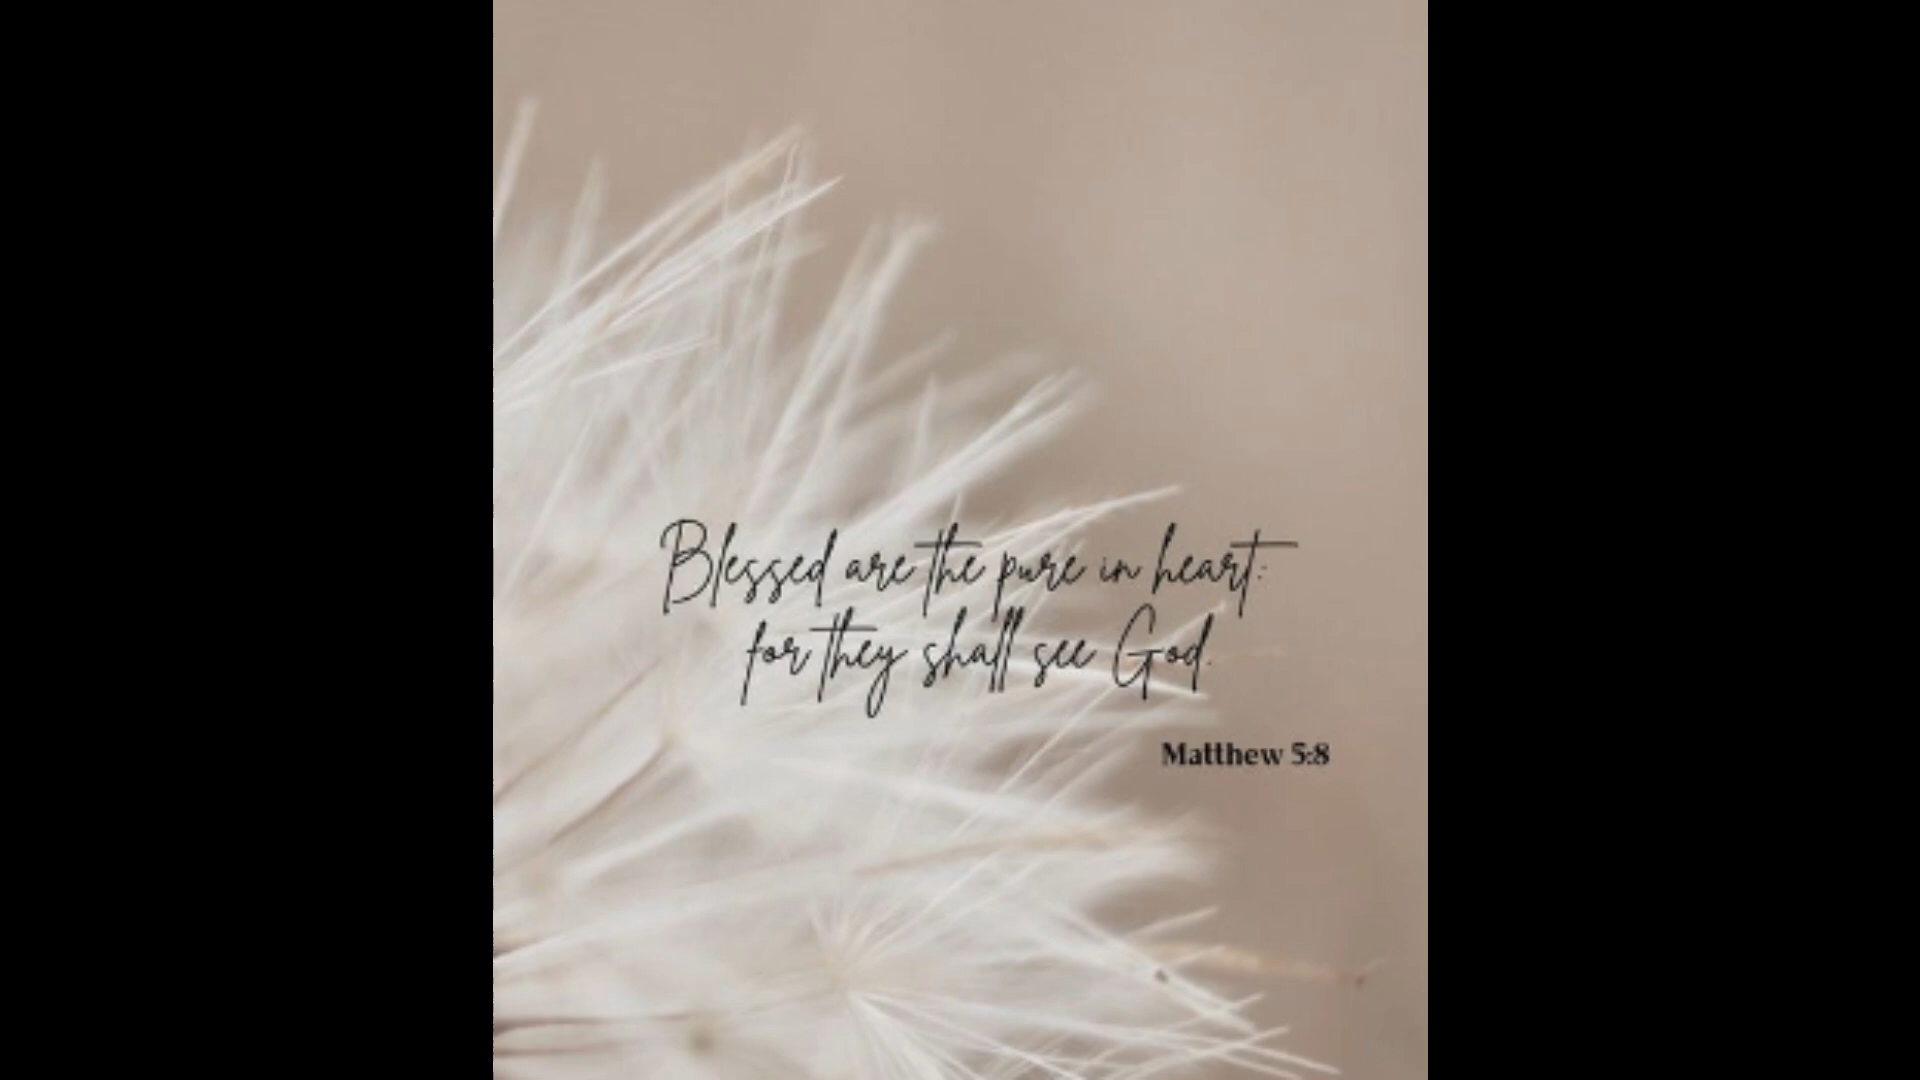 Blessed are the pure in heart:
for they shall see God.
Matthew 5:8